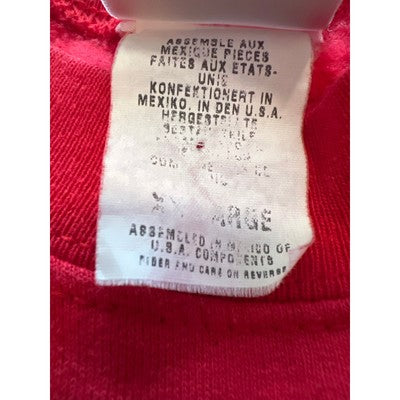 ASSEMBLE AUX
MEXIQUE PIECES
FAITES AUX ETATS-
UNIS
KONFEKTIONIERT IN
MEXIKO, IN DEN U.S.A.
HERGESTELLTE
LARGE
ASSEMBLED IN MEXICO OF
U.S.A. COMPONENTS
FIBER AND CARE ON REVERSE